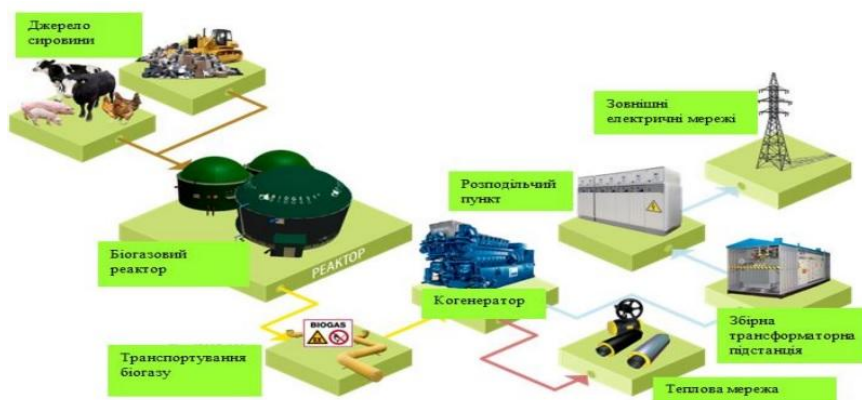 Джерело
сировини
Зовнішні
електричні мережі
Розподільчий
пункт
Біогазовий
реактор
РЕАКТОР
Когенератор
BIOGAS
Збірна
трансформаторна
підстанція
Транспортування
біогазу
Теплова мережа